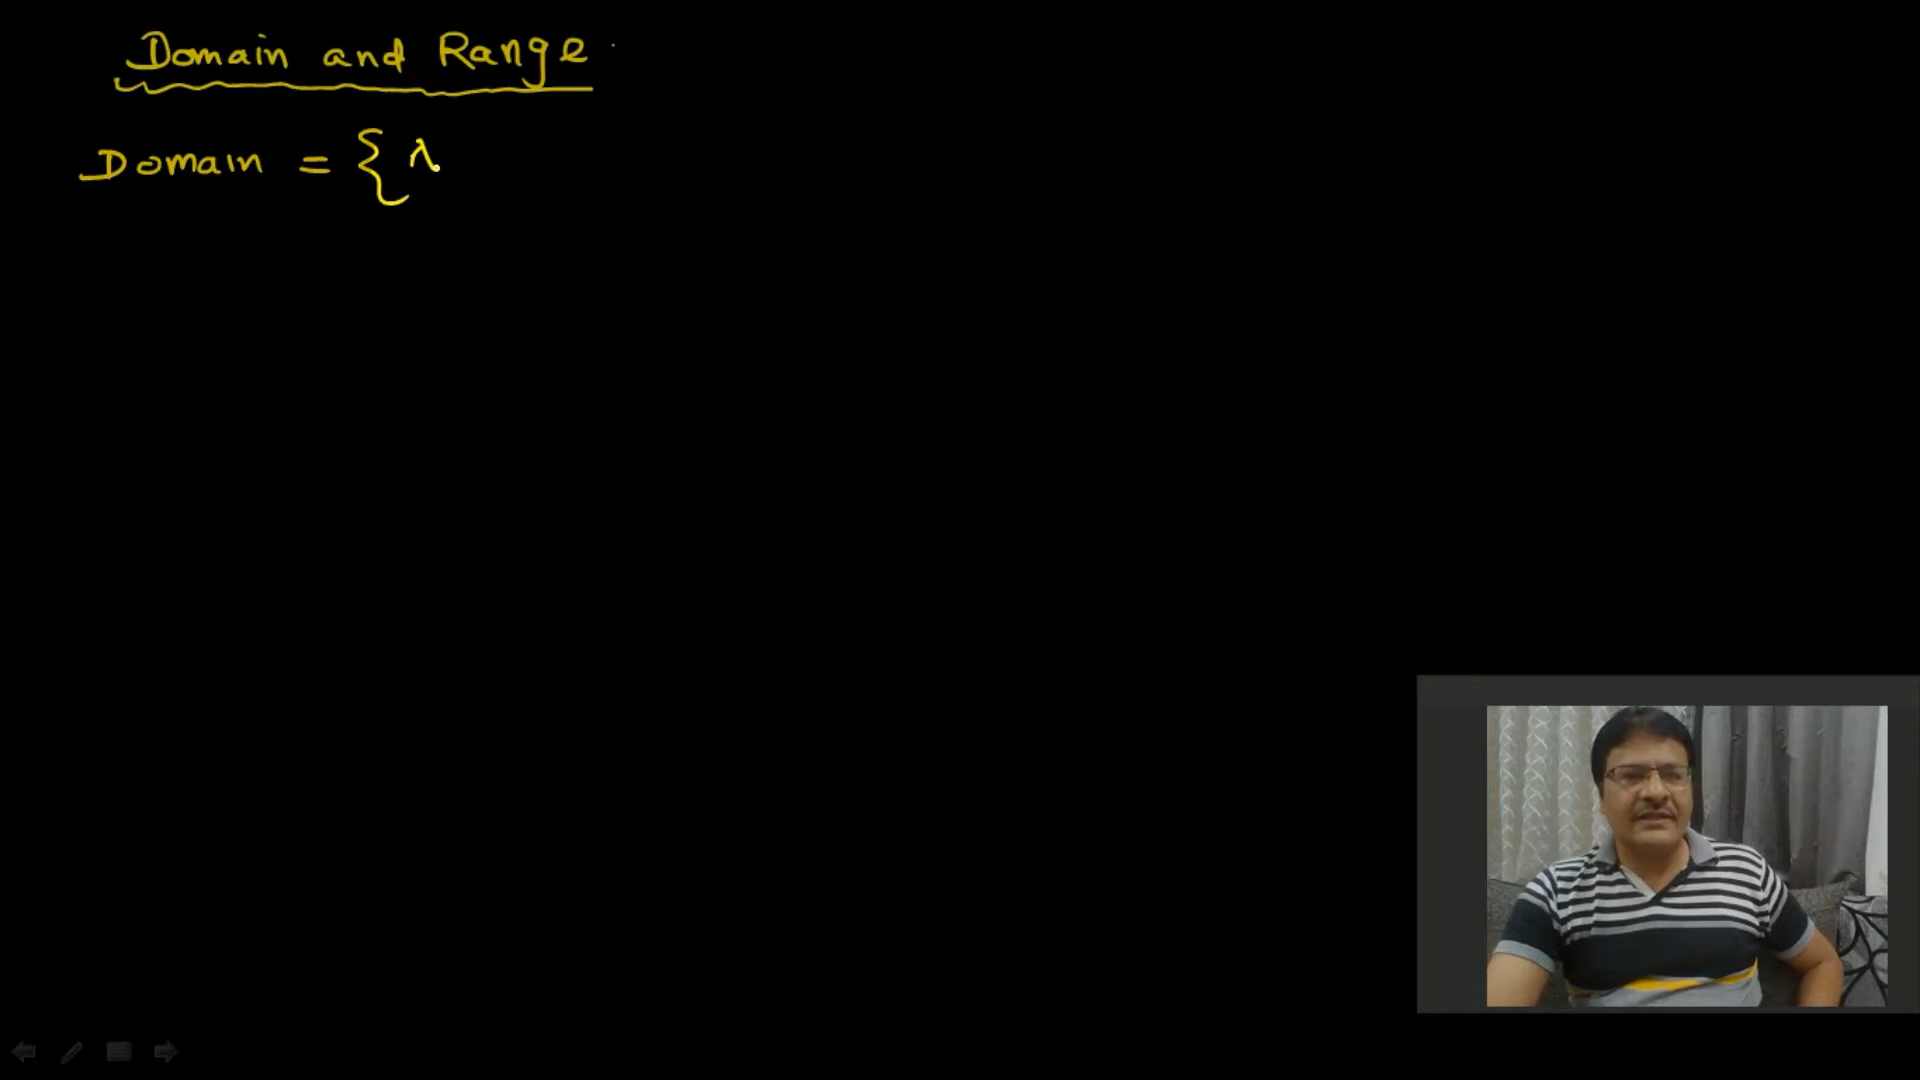 Domain and Range
Domain = {